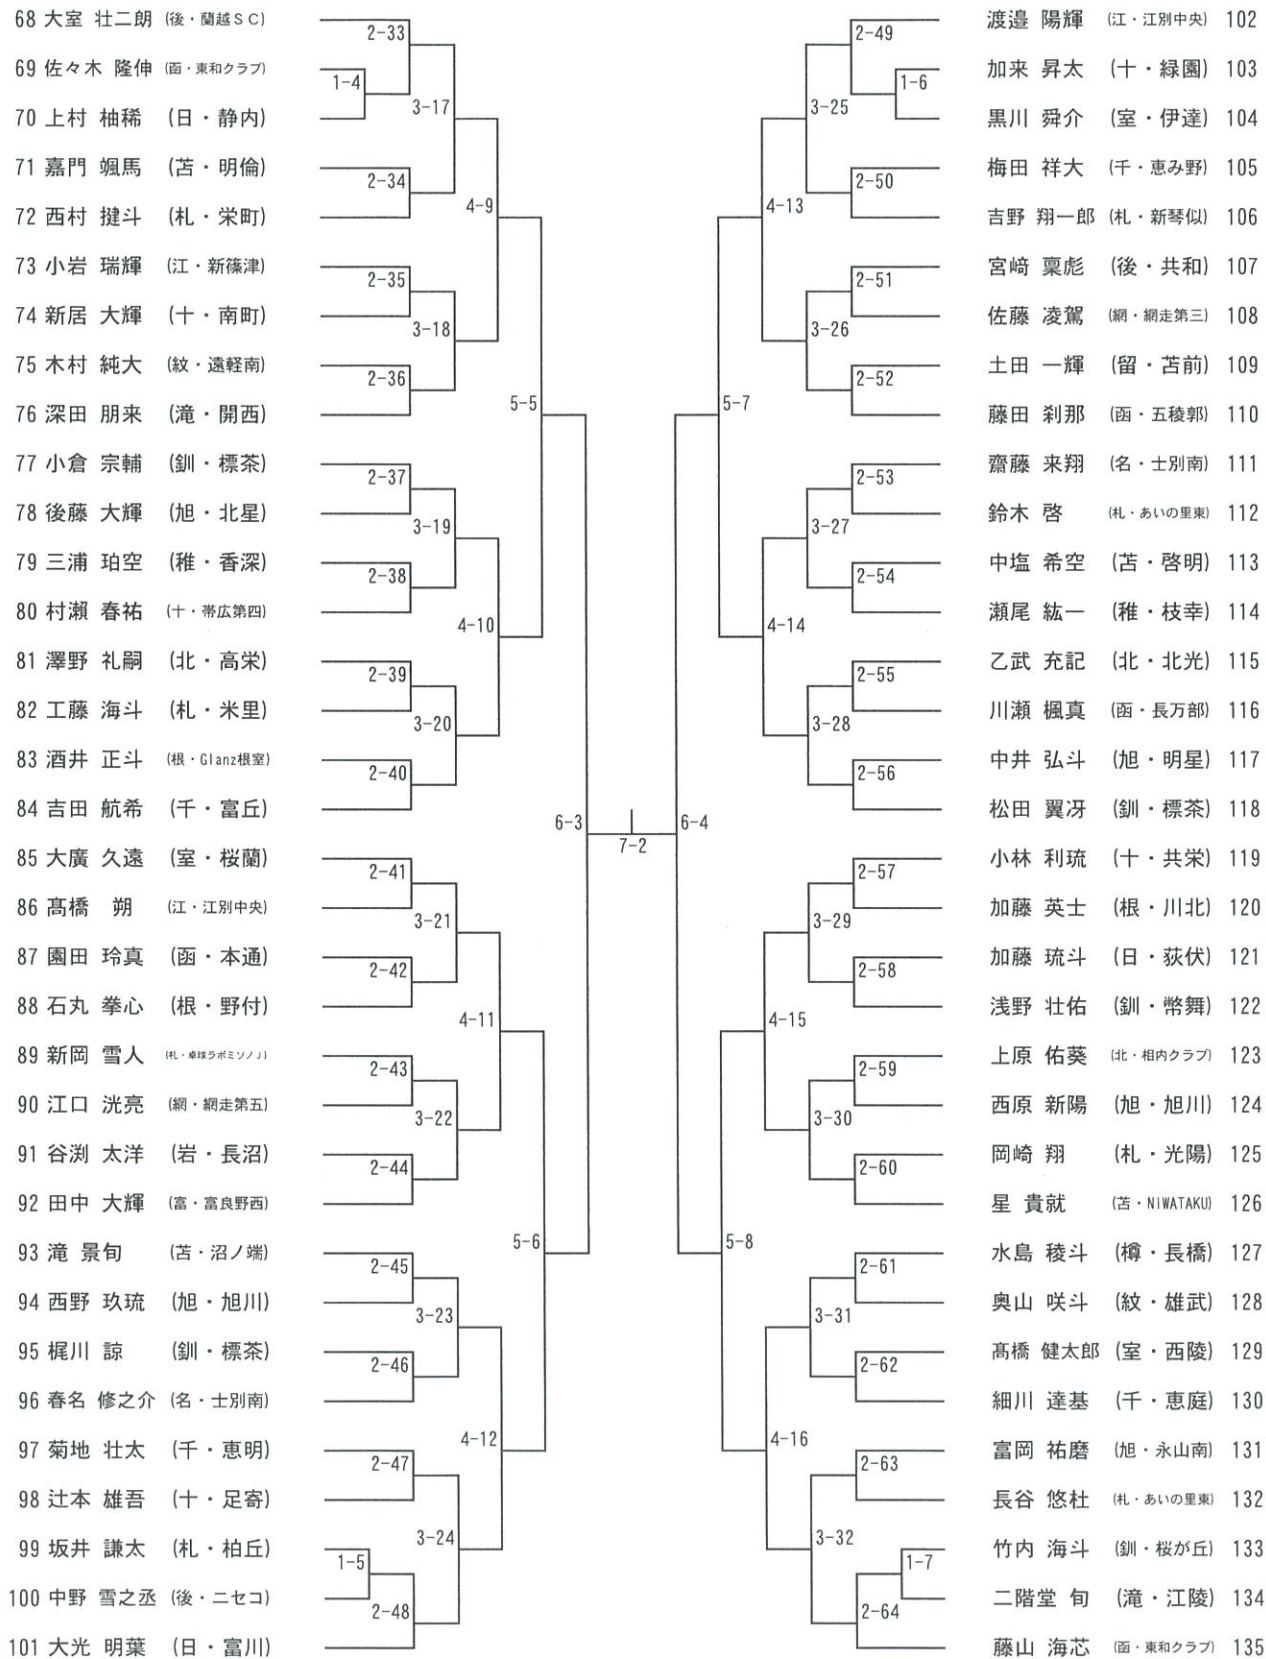 68 大室 壮二朗 (後・蘭越ＳＣ)
69 佐々木 隆伸 (函・東和クラブ)
70 上村 柚稀 (日・静内)
71 嘉門 颯馬 (苫・明倫)
72 西村 揵斗 (札・栄町)
73 小岩 瑞輝 (江・新篠津)
74 新居 大輝 (十・南町)
75 木村 純大 (紋・遠軽南)
76 深田 朋来 (滝・開西)
77 小倉 宗輔 (釧・標茶)
78 後藤 大輝 (旭・北星)
79 三浦 珀空 (稚・香深)
80 村瀬 春祐 (十・帯広第四)
81 澤野 礼嗣 (北・高栄)
82 工藤 海斗 (札・米里)
83 酒井 正斗 (根・Glanz根室)
84 吉田 航希 (千・富丘)
85 大廣 久遠 (室・桜蘭)
86 髙橋 朔 (江・江別中央)
87 園田 玲真 (函・本通)
88 石丸 拳心 (根・野付)
89 新岡 雪人 (札・卓球ラボミソノＪ)
90 江口 洸亮 (網・網走第五)
91 谷渕 太洋 (岩・長沼)
92 田中 大輝 (富・富良野西)
93 滝 景旬 (苫・沼ノ端)
94 西野 玖琉 (旭・旭川)
95 梶川 諒 (釧・標茶)
96 春名 修之介 (名・士別南)
97 菊地 壮太 (千・恵明)
98 辻本 雄吾 (十・足寄)
99 坂井 謙太 (札・柏丘)
100 中野 雪之丞 (後・ニセコ)
101 大光 明葉 (日・富川)
2-33
1-4
3-17
2-34
4-9
2-35
3-18
2-36
5-5
2-37
3-19
2-38
4-10
2-39
3-20
2-40
6-3
2-41
3-21
2-42
4-11
2-43
3-22
2-44
5-6
2-45
3-23
2-46
4-12
2-47
3-24
1-5
2-48
7-2
2-49
1-6
3-25
2-50
4-13
2-51
3-26
2-52
5-7
2-53
3-27
2-54
4-14
2-55
3-28
2-56
6-4
2-57
3-29
2-58
4-15
2-59
3-30
2-60
5-8
2-61
3-31
2-62
4-16
2-63
3-32
1-7
2-64
渡邉 陽輝 (江・江別中央) 102
加来 昇太 (十・緑園) 103
黒川 舜介 (室・伊達) 104
梅田 祥大 (千・恵み野) 105
吉野 翔一郎 (札・新琴似) 106
宮﨑 稟彪 (後・共和) 107
佐藤 凌駕 (網・網走第三) 108
土田 一輝 (留・苫前) 109
藤田 刹那 (函・五稜郭) 110
齋藤 来翔 (名・士別南) 111
鈴木 啓 (札・あいの里東) 112
中塩 希空 (苫・啓明) 113
瀬尾 紘一 (稚・枝幸) 114
乙武 充記 (北・北光) 115
川瀬 楓真 (函・長万部) 116
中井 弘斗 (旭・明星) 117
松田 翼冴 (釧・標茶) 118
小林 利琉 (十・共栄) 119
加藤 英士 (根・川北) 120
加藤 琉斗 (日・荻伏) 121
浅野 壮佑 (釧・幣舞) 122
上原 佑葵 (北・相内クラブ) 123
西原 新陽 (旭・旭川) 124
岡崎 翔 (札・光陽) 125
星 貴就 (苫・NIWATAKU) 126
水島 稜斗 (樽・長橋) 127
奥山 咲斗 (紋・雄武) 128
髙橋 健太郎 (室・西陵) 129
細川 達基 (千・恵庭) 130
富岡 祐磨 (旭・永山南) 131
長谷 悠杜 (札・あいの里東) 132
竹内 海斗 (釧・桜が丘) 133
二階堂 旬 (滝・江陵) 134
藤山 海芯 (函・東和クラブ) 135